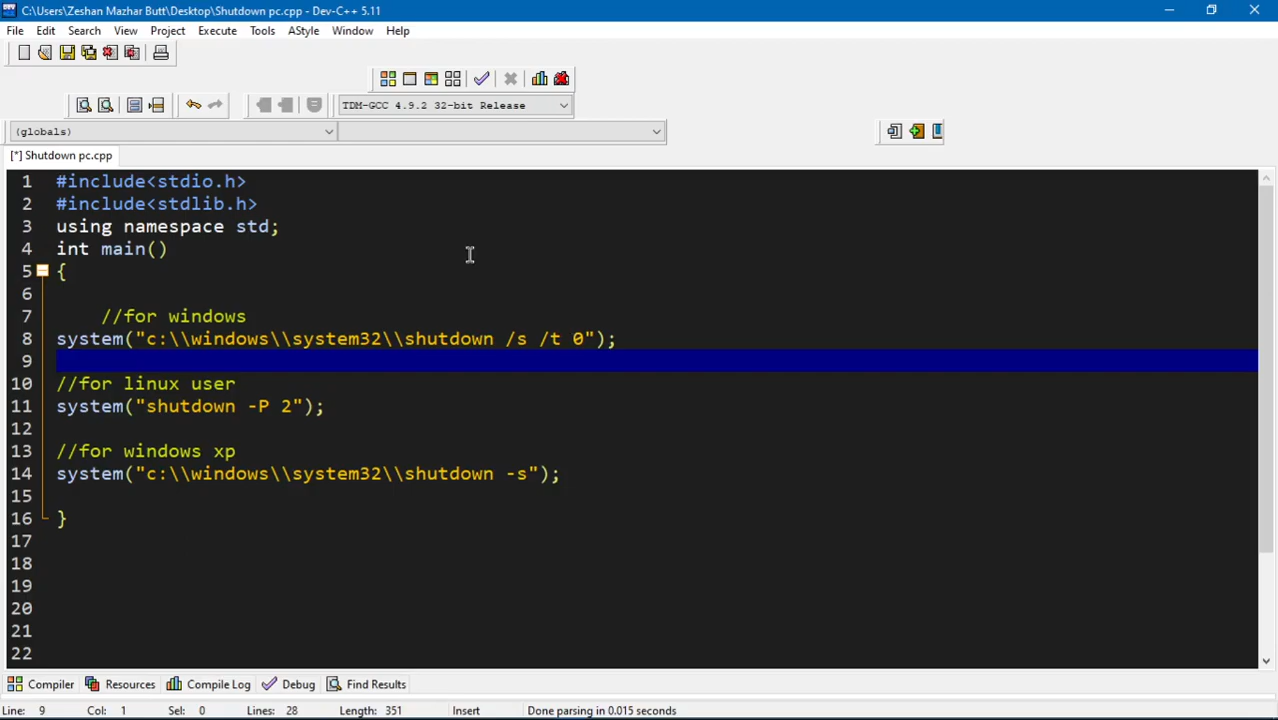 C:\Users\Zeshan Mazhar Butt\Desktop\Shutdown pc.cpp - Dev-C++ 5.11
File Edit Search View Project Execute Tools AStyle Window Help
TDM-GCC 4.9.2 32-bit Release
(globals)
[*] Shutdown pc.cpp
1 #include<stdio.h>
2 #include<stdlib.h>
3 using namespace std;
4 int main()
5 {
6
7 //for windows
8 system("c:\\windows\\system32\\shutdown /s /t 0");
9
10 //for linux user
11 system("shutdown -P 2");
12
13 //for windows xp
14 system("c:\\windows\\system32\\shutdown -s");
15
16 }
17
18
19
20
21
22
Compiler Resources Compile Log Debug Find Results
Line: 9 Col: 1 Sel: 0 Lines: 28 Length: 351 Insert Done parsing in 0.015 seconds